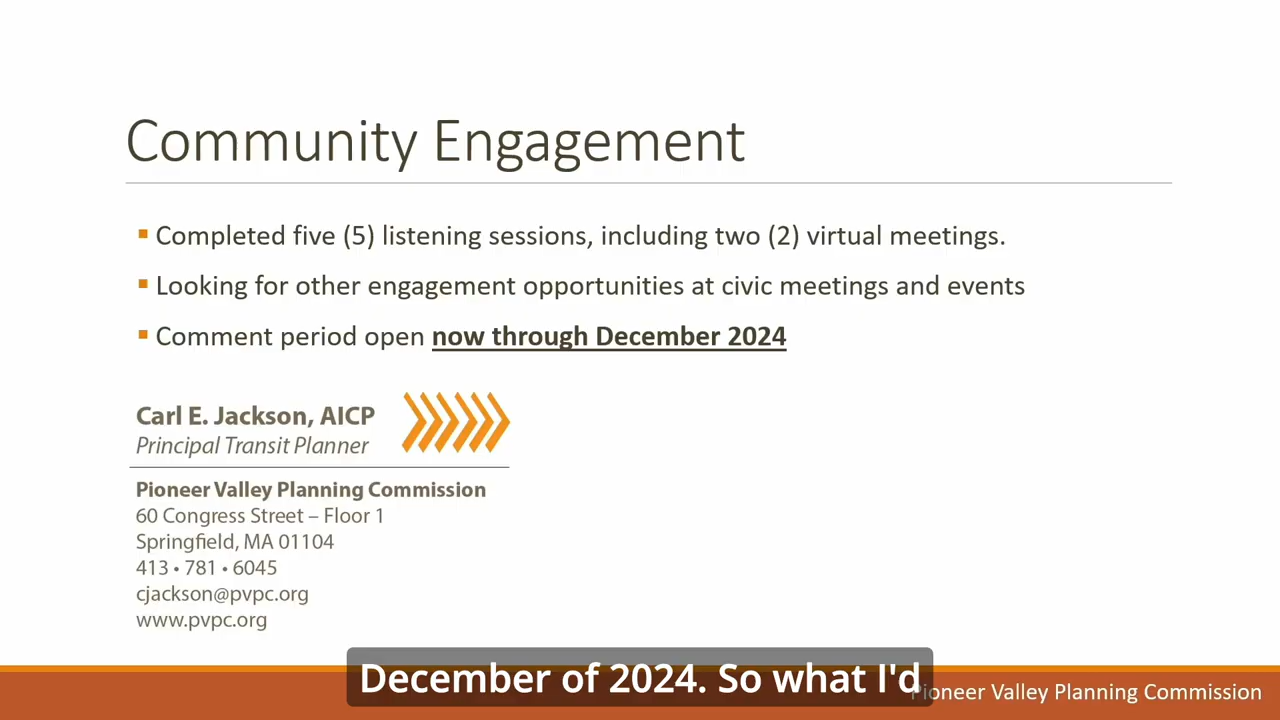 Community Engagement
Completed five (5) listening sessions, including two (2) virtual meetings.
Looking for other engagement opportunities at civic meetings and events
Comment period open now through December 2024
Carl E. Jackson, AICP
Principal Transit Planner
Pioneer Valley Planning Commission
60 Congress Street – Floor 1
Springfield, MA 01104
413 • 781 • 6045
cjackson@pvpc.org
www.pvpc.org
December of 2024. So what I'd
Pioneer Valley Planning Commission